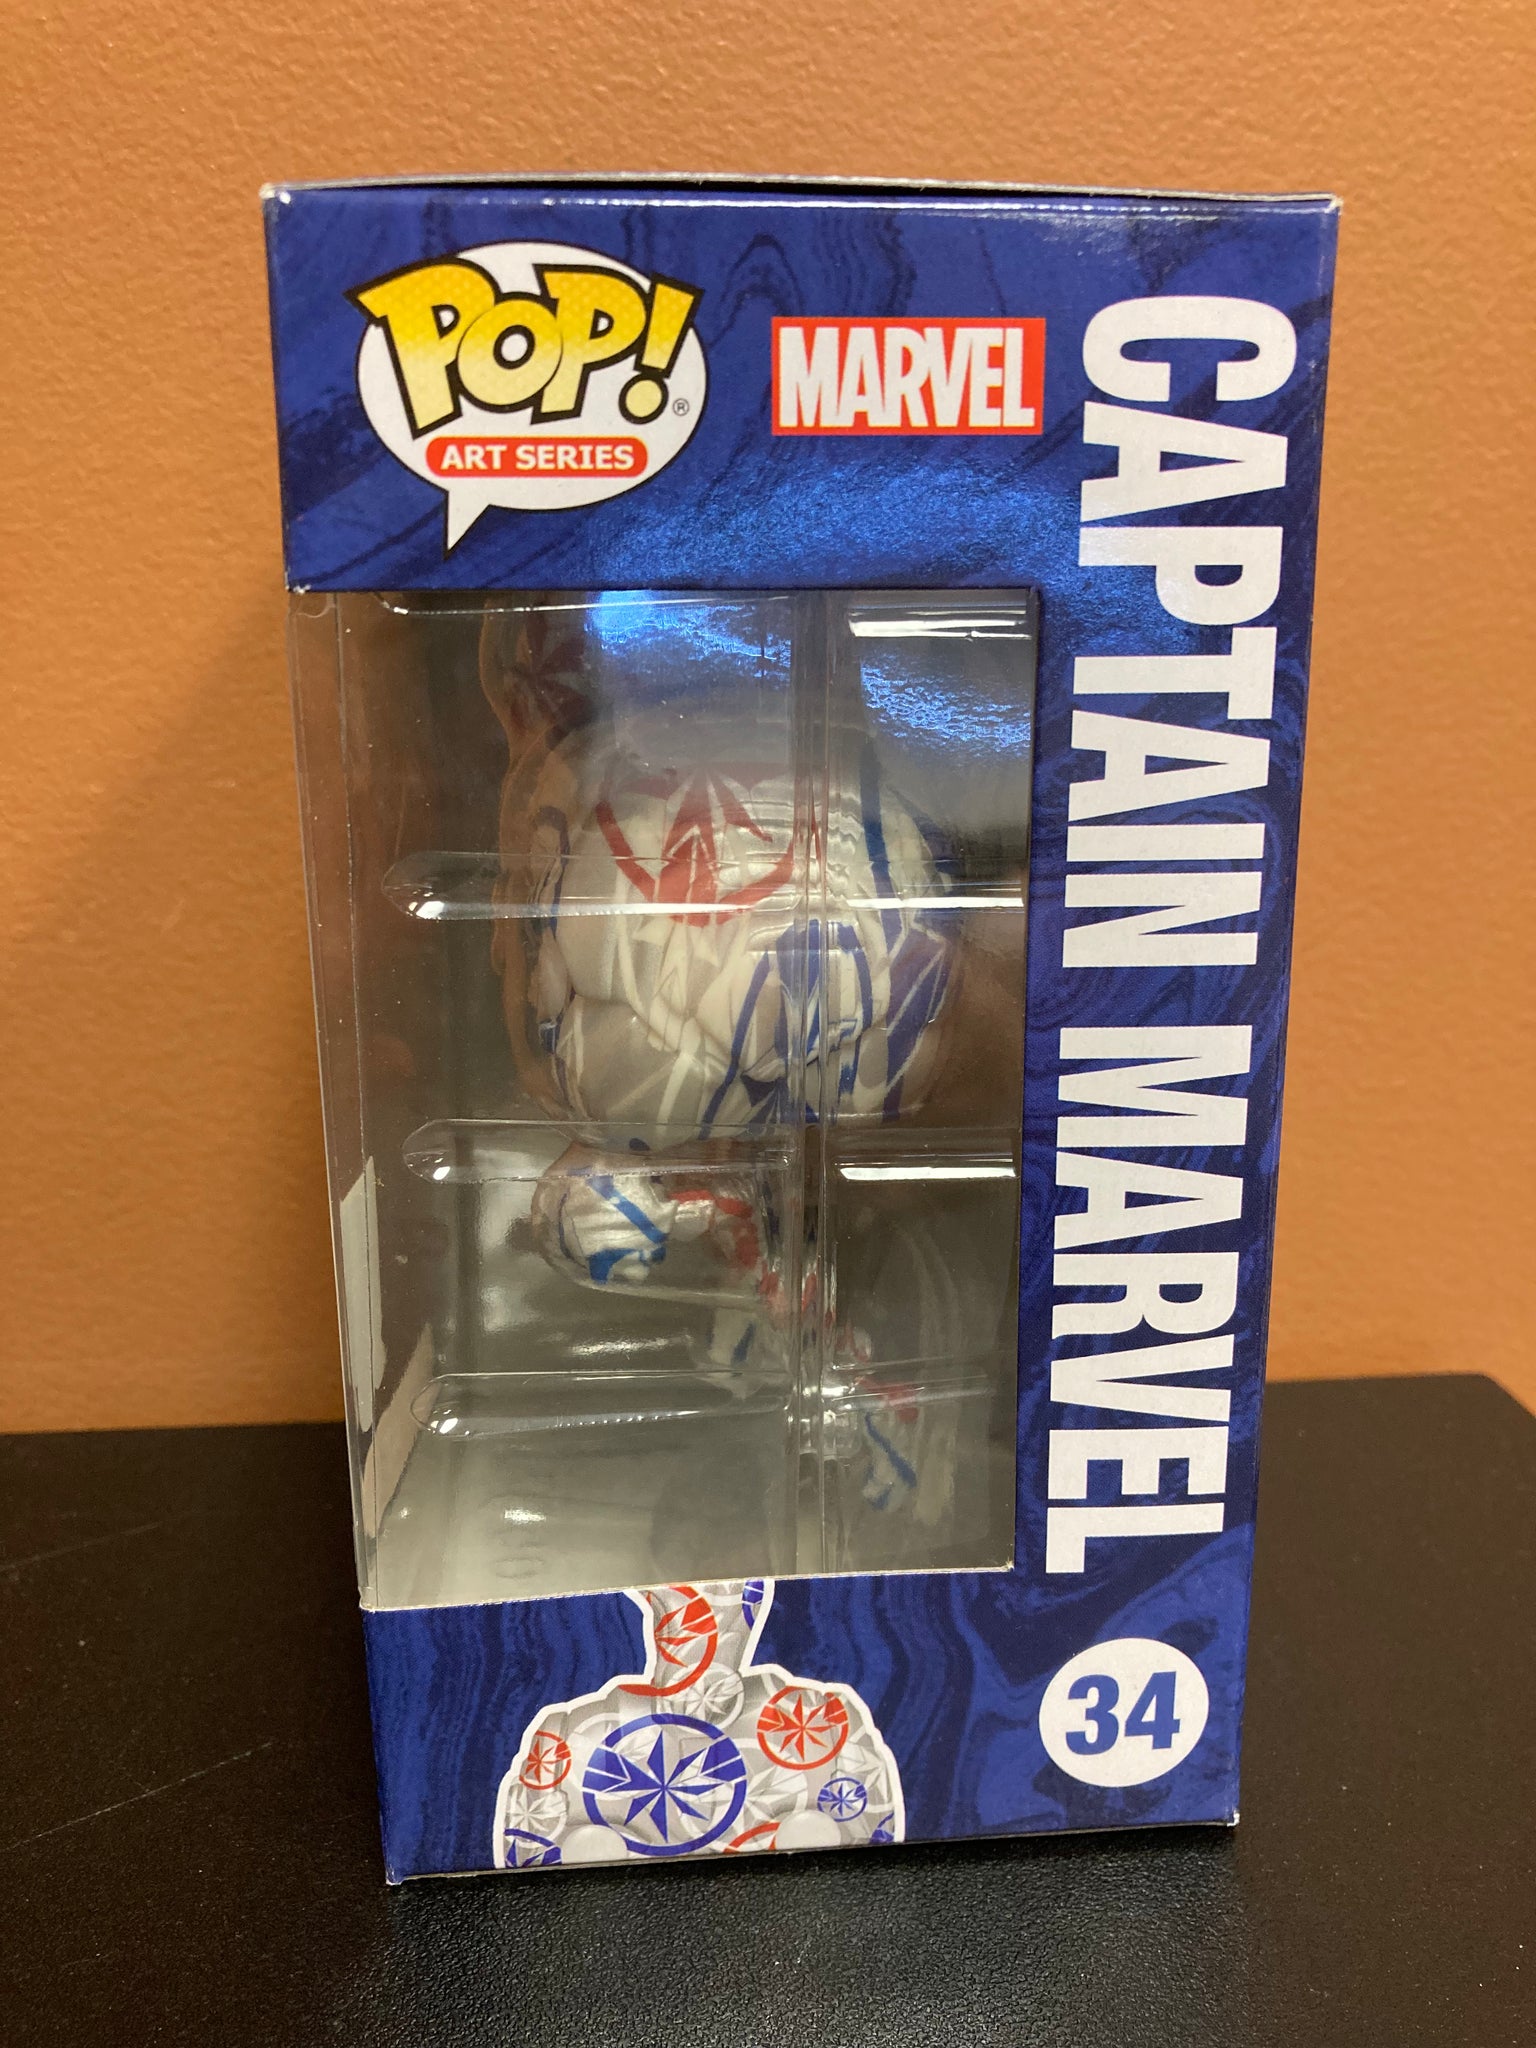 POP!®
ART SERIES
MARVEL
CAPTAIN MARVEL
34